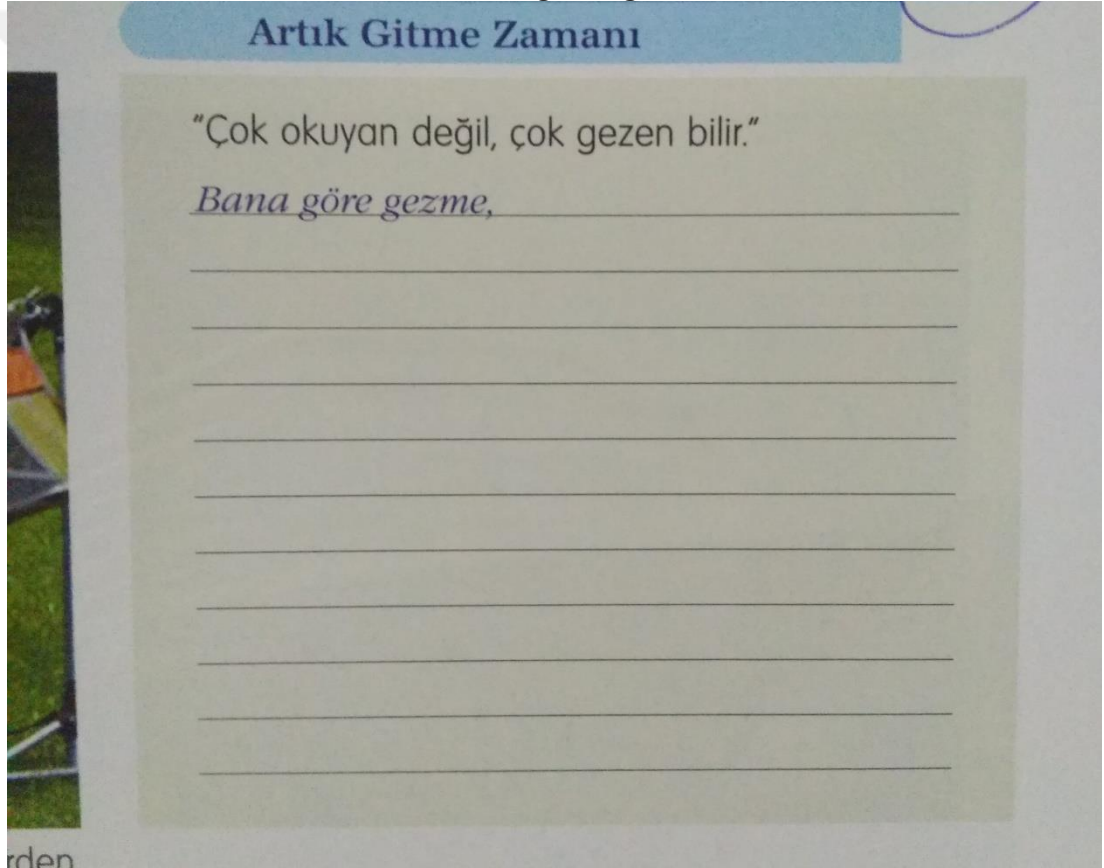 Artık Gitme Zamanı
"Çok okuyan değil, çok gezen bilir."
Bana göre gezme,
rden